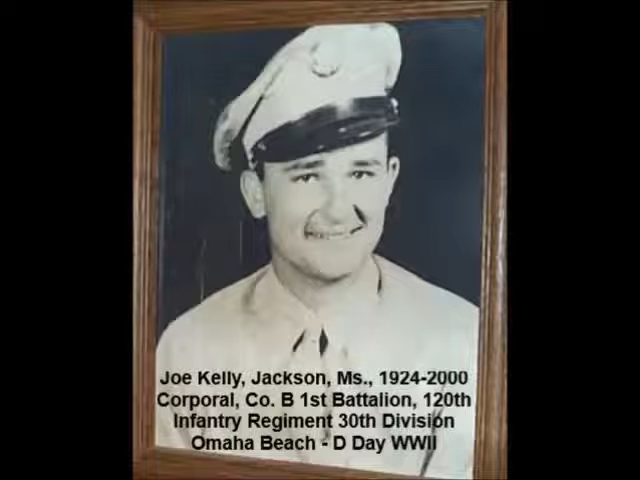 Joe Kelly, Jackson, Ms., 1924-2000
Corporal, Co. B 1st Battalion, 120th
Infantry Regiment 30th Division
Omaha Beach - D Day WWII